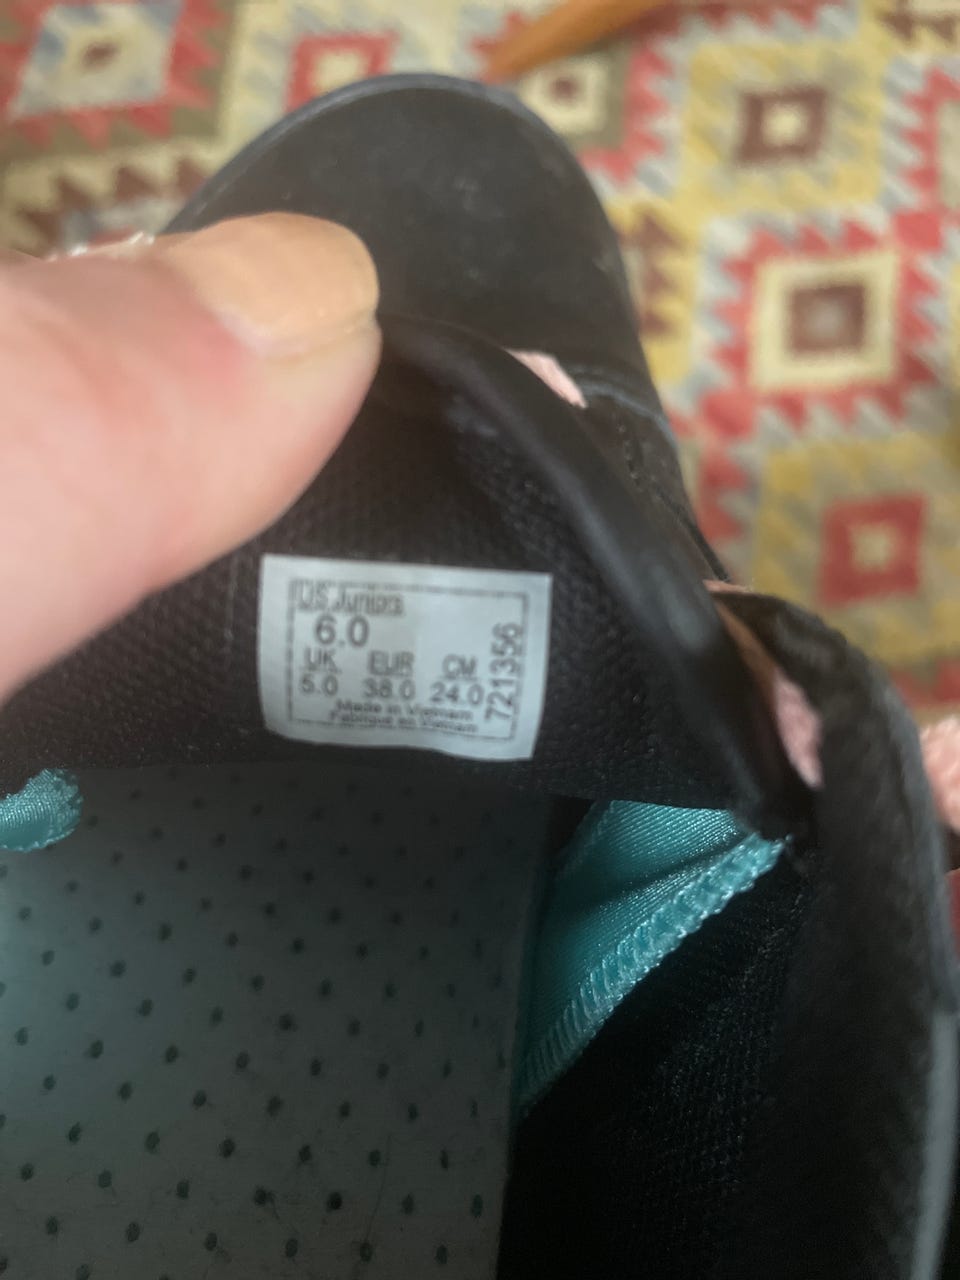 US Juniors
6.0
UK EUR CM
5.0 38.0 24.0
Made in Vietnam
Fabriqué en Vietnam
721356